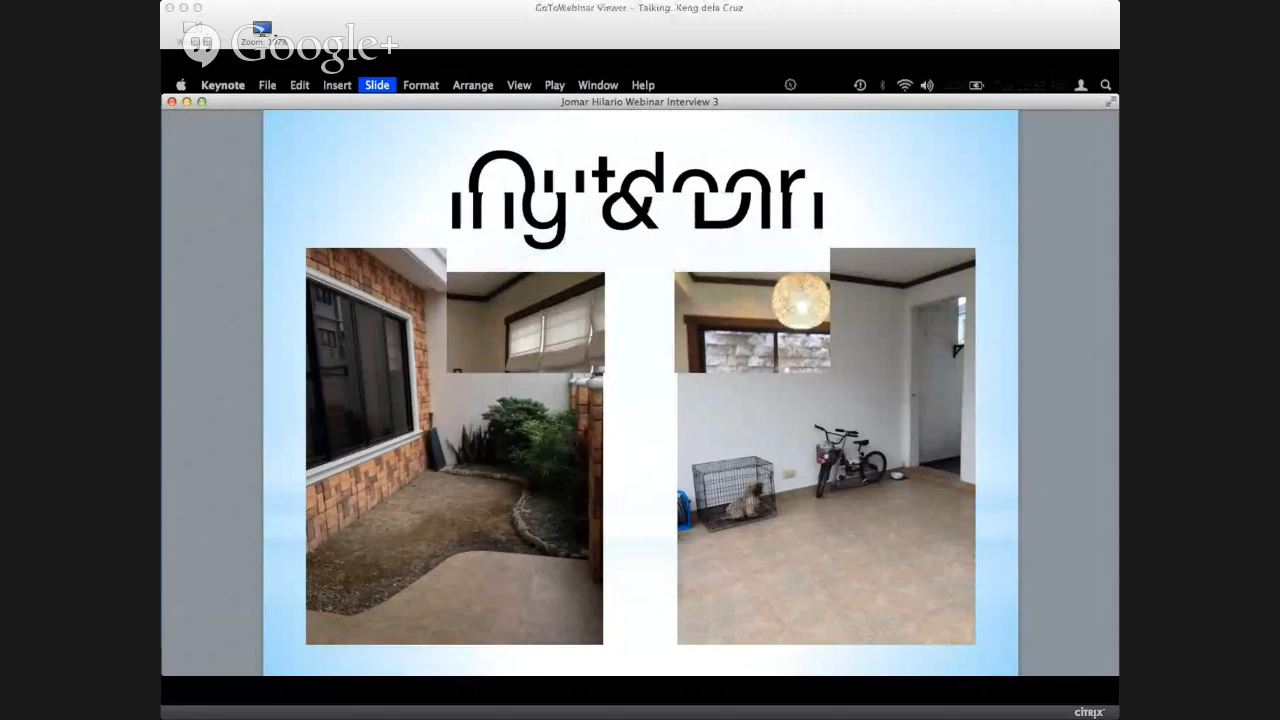 GoToWebinar Viewer - Talking: Keng dela Cruz
Google+
Keynote File Edit Insert Slide Format Arrange View Play Window Help
Jomar Hilario Webinar Interview 3
CITRIX